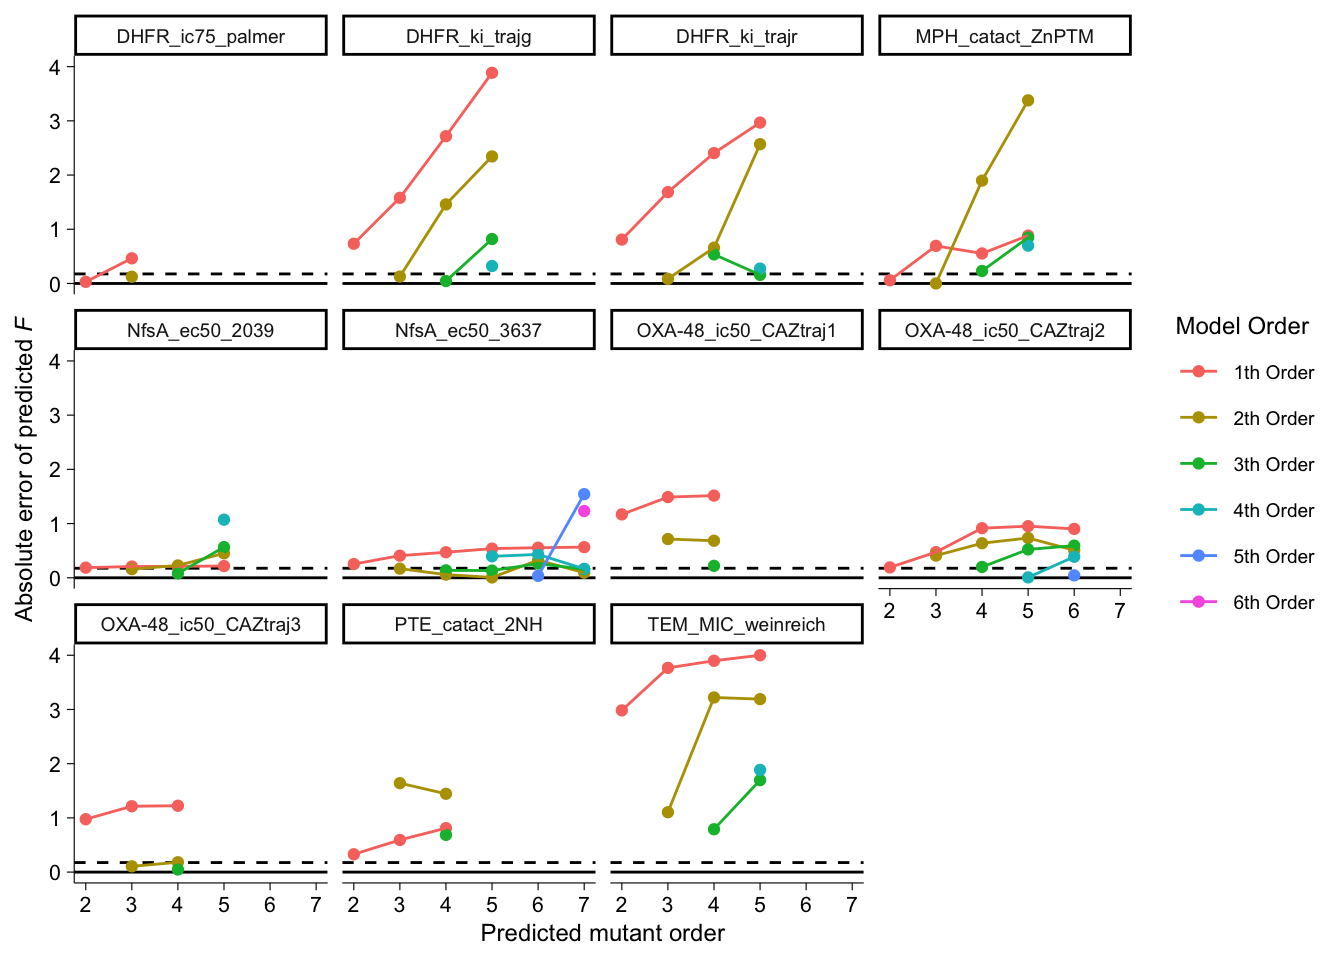 DHFR_ic75_palmer DHFR_ki_trajg DHFR_ki_trajr MPH_catact_ZnPTM
4
3
2
1
0
NfsA_ec50_2039 NfsA_ec50_3637 OXA-48_ic50_CAZtraj1 OXA-48_ic50_CAZtraj2
4
3
2
1
0
2 3 4 5 6 7
OXA-48_ic50_CAZtraj3 PTE_catact_2NH TEM_MIC_weinreich
4
3
2
1
0
2 3 4 5 6 7 2 3 4 5 6 7 2 3 4 5 6 7
Predicted mutant order
Absolute error of predicted F
Model Order
1th Order
2th Order
3th Order
4th Order
5th Order
6th Order